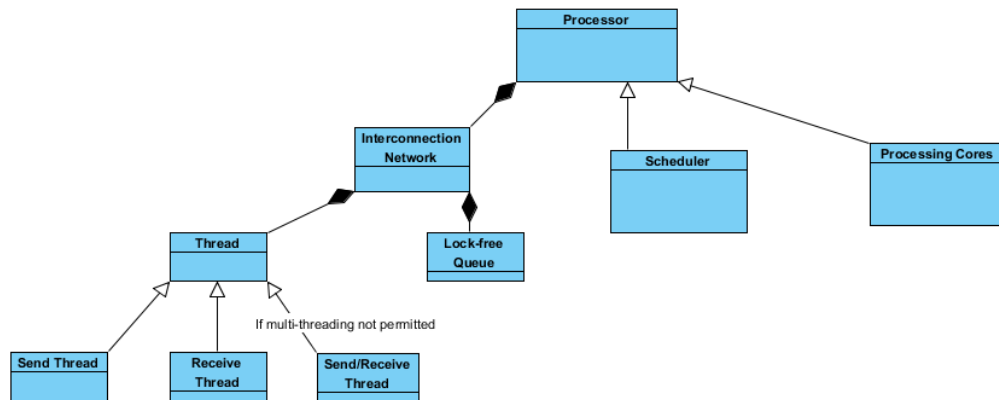 Processor
Interconnection
Network
Scheduler
Processing Cores
Thread
Lock-free
Queue
If multi-threading not permitted
Send Thread
Receive
Thread
Send/Receive
Thread